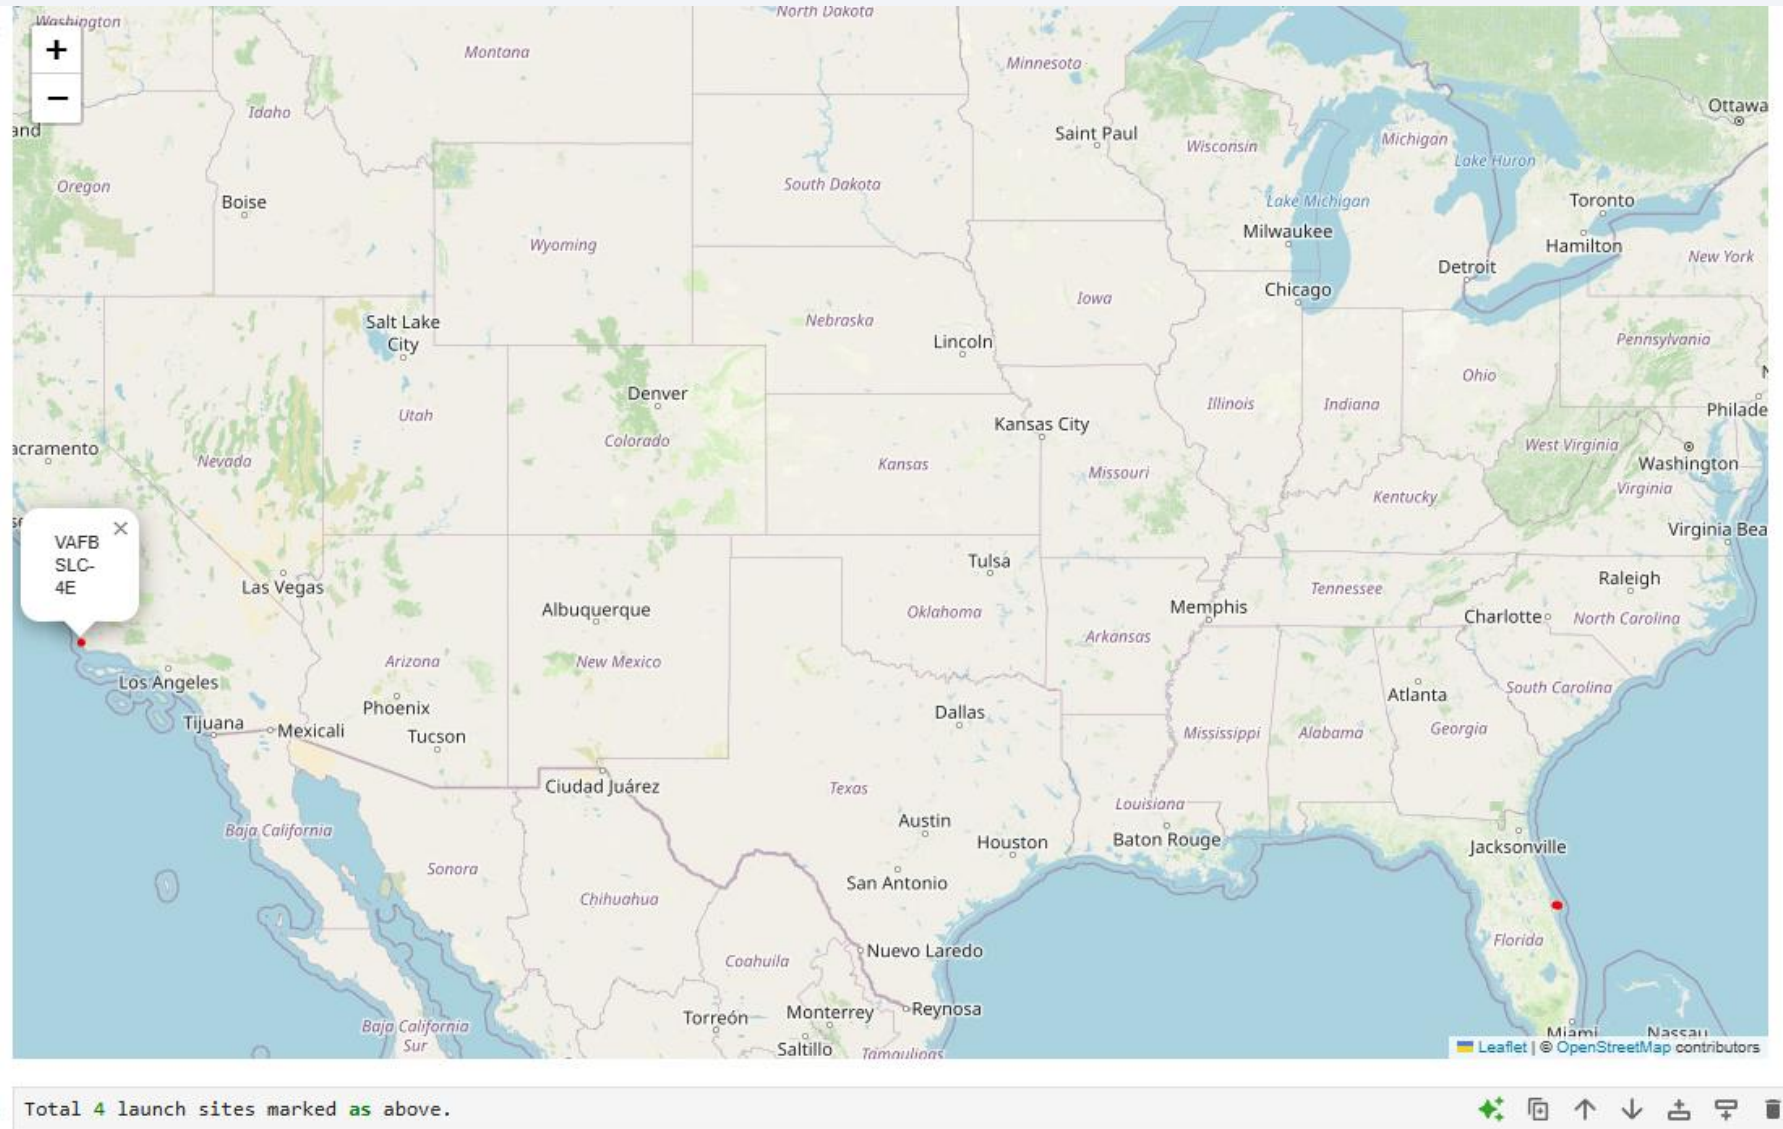 Washington
North Dakota
+
Montana
Minnesota
−
Idaho
Ottawa
and
Saint Paul
Michigan
Wisconsin
Lake Huron
Oregon
South Dakota
Boise
Lake Michigan
Toronto
Milwaukee
Wyoming
Hamilton
New York
Detroit
Chicago
Iowa
Salt Lake
City
Nebraska
Lincoln
Pennsylvania
Ohio
Denver
Utah
Illinois
Indiana
Philade
Kansas City
Colorado
acramento
Nevada
Kansas
Missouri
West Virginia
Washington
Virginia
Kentucky
VAFB
SLC-
4E
×
Virginia Bea
Tulsa
Las Vegas
Raleigh
Tennessee
Albuquerque
Oklahoma
Memphis
Charlotte
North Carolina
Arkansas
Arizona
New Mexico
Los Angeles
South Carolina
Atlanta
Phoenix
Dallas
Tijuana
Mexicali
Tucson
Mississippi
Alabama
Georgia
Ciudad Juárez
Texas
Louisiana
Austin
Baja California
Houston
Baton Rouge
Jacksonville
Sonora
San Antonio
Chihuahua
Florida
Nuevo Laredo
Coahuila
Reynosa
Monterrey
Torreón
Baja California
Sur
Miami
Nassau
Saltillo
Tamaulipas
Leaflet | © OpenStreetMap contributors
Total 4 launch sites marked as above.